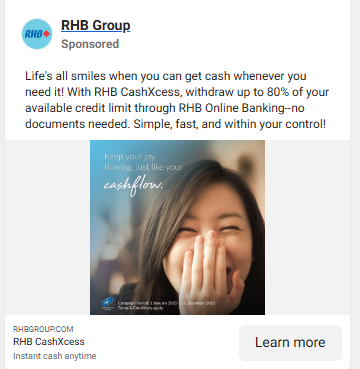 RHB
RHB Group
Sponsored
Life's all smiles when you can get cash whenever you
need it! With RHB CashXcess, withdraw up to 80% of your
available credit limit through RHB Online Banking--no
documents needed. Simple, fast, and within your control!
Keep your joy
flowing, just like your
cashflow.
Campaign Period: 1 January 2025 - 31 December 2025
Terms & Conditions apply.
RHBGROUP.COM
RHB CashXcess
Instant cash anytime
Learn more